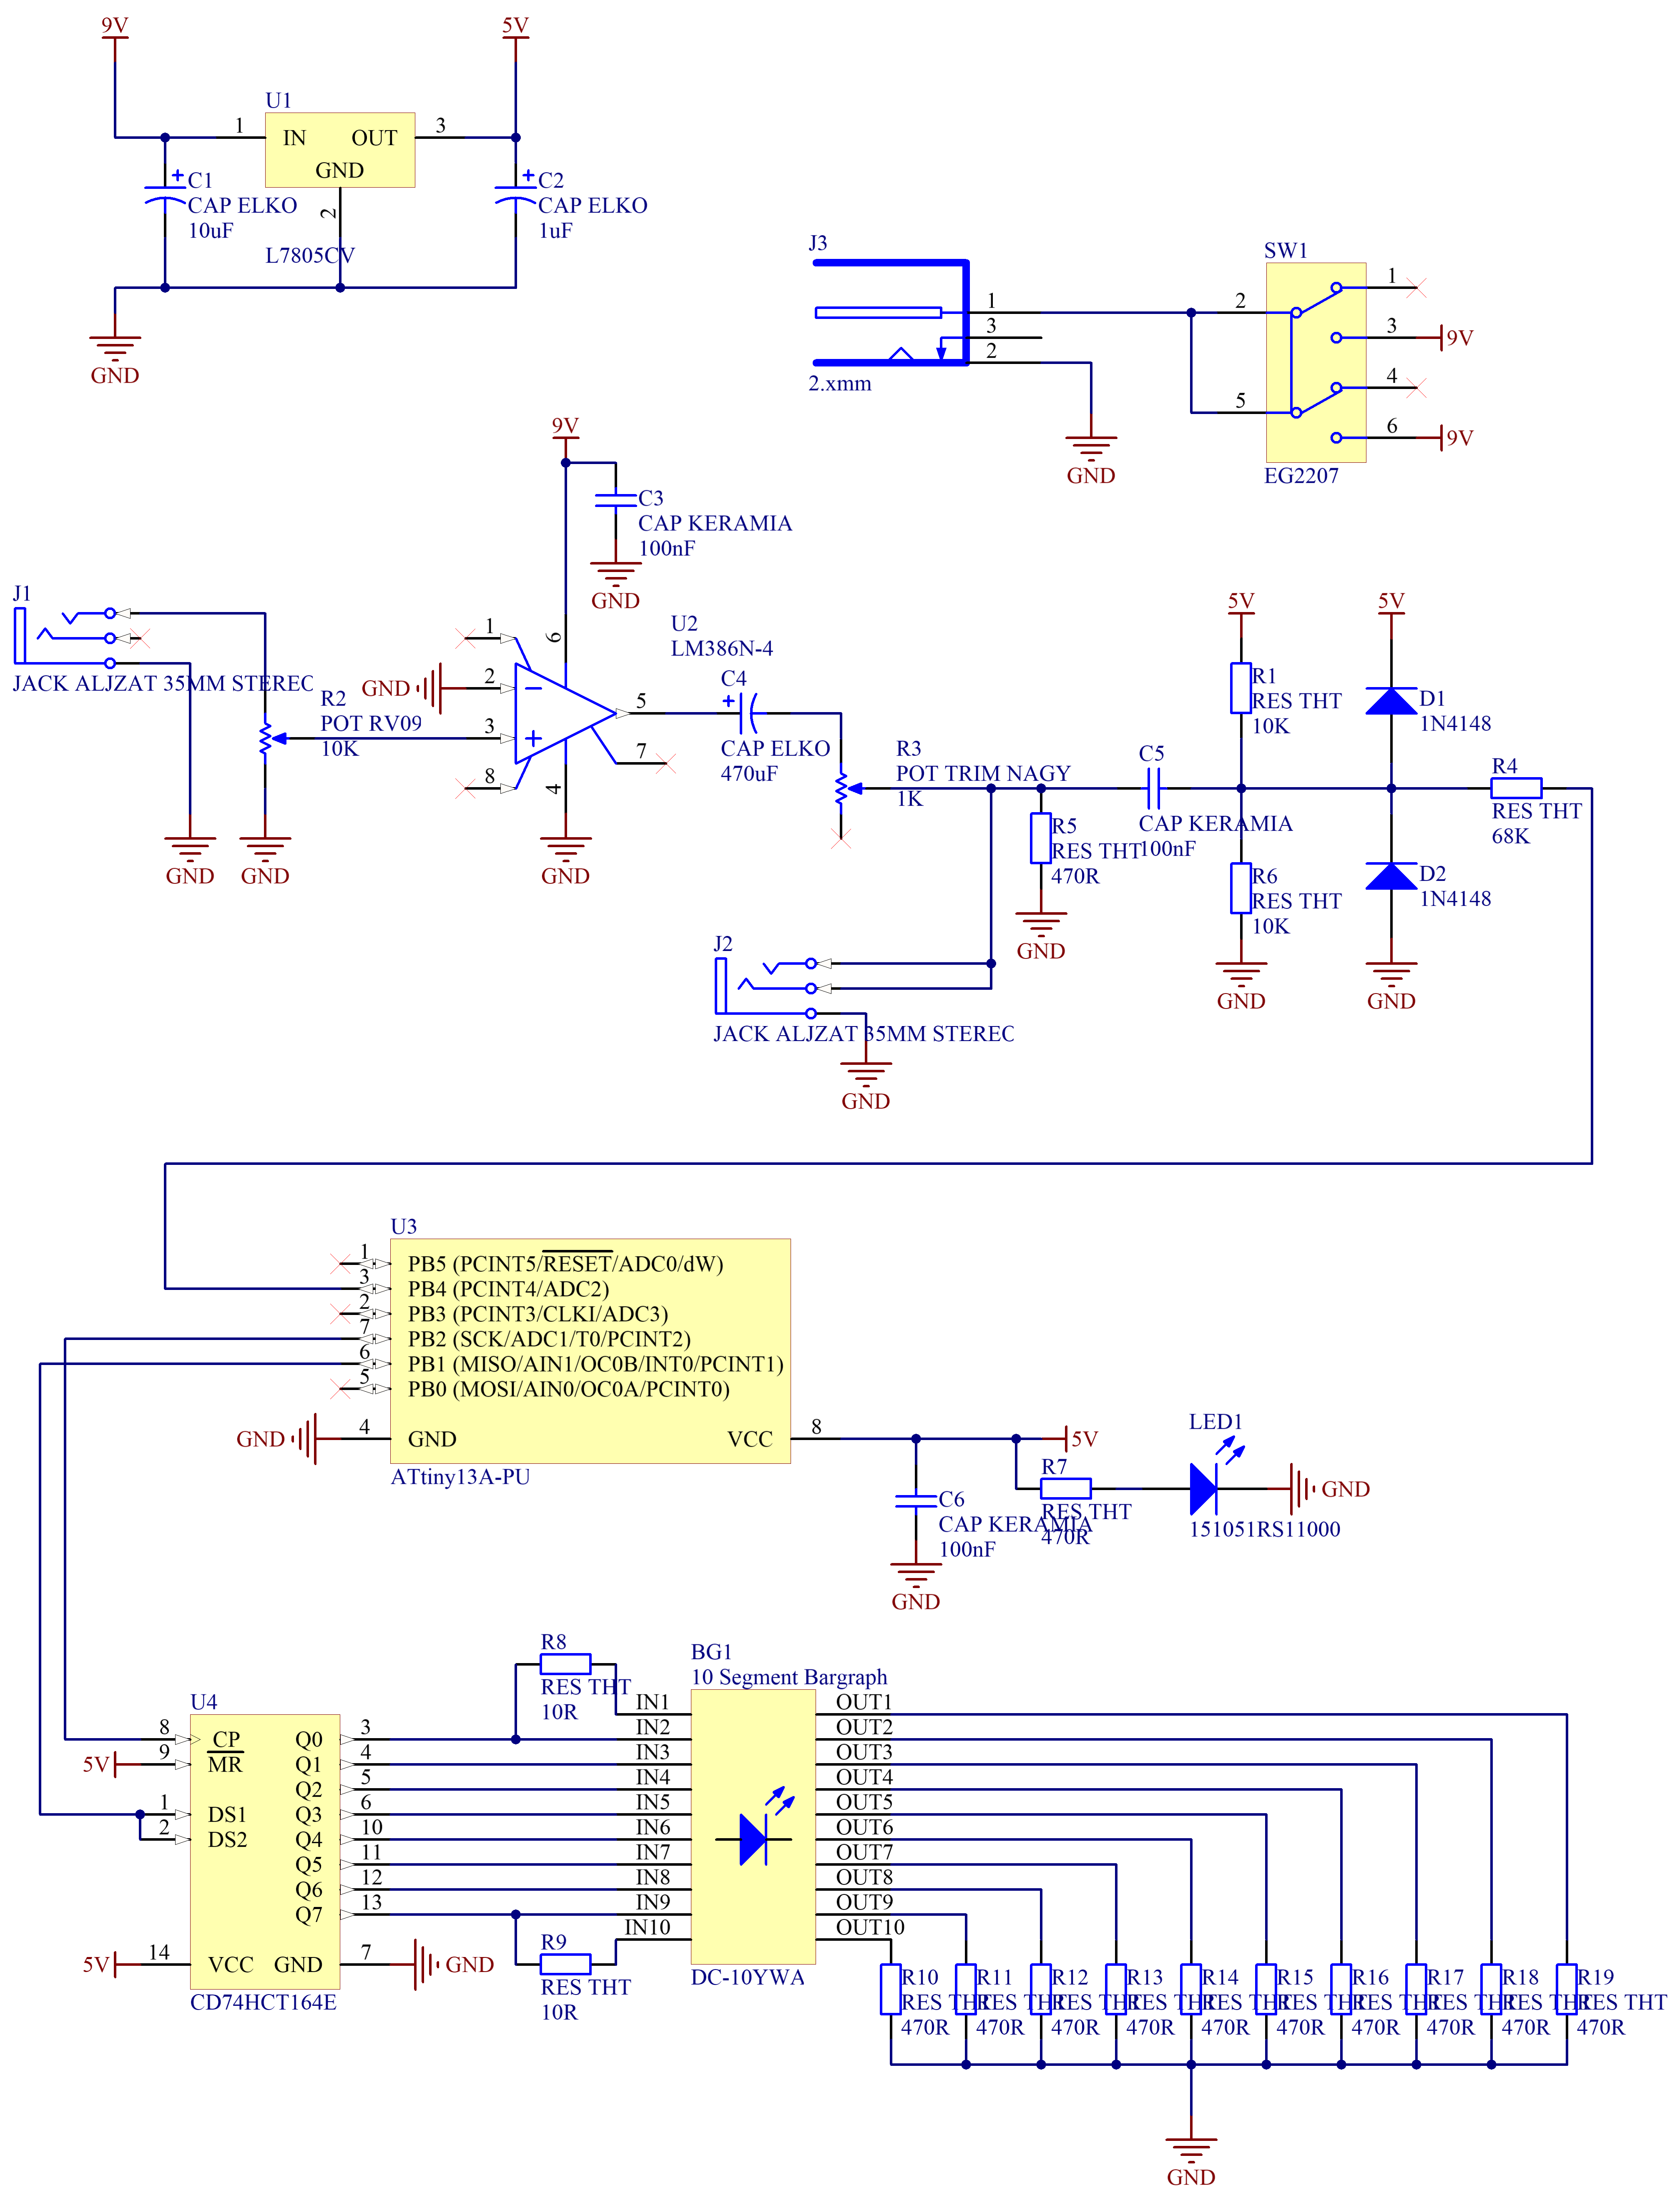 9V
5V
U1
1
IN
OUT
3
GND
2
C1
CAP ELKO
10uF
C2
CAP ELKO
1uF
L7805CV
GND
J3
1
3
2
2.xmm
GND
SW1
2
5
1
3
9V
4
6
9V
EG2207
9V
C3
CAP KERAMIA
100nF
GND
J1
JACK ALJZAT 35MM STEREO
GND
GND
R2
POT RV09
10K
GND
1
2
3
8
6
4
5
7
GND
U2
LM386N-4
C4
CAP ELKO
470uF
R3
POT TRIM NAGY
1K
R5
RES THT
470R
GND
C5
CAP KERAMIA
100nF
5V
R1
RES THT
10K
R6
RES THT
10K
GND
5V
D1
1N4148
D2
1N4148
GND
R4
RES THT
68K
J2
JACK ALJZAT 35MM STEREO
GND
U3
1
PB5 (PCINT5/RESET/ADC0/dW)
3
PB4 (PCINT4/ADC2)
2
PB3 (PCINT3/CLKI/ADC3)
7
PB2 (SCK/ADC1/T0/PCINT2)
6
PB1 (MISO/AIN1/OC0B/INT0/PCINT1)
5
PB0 (MOSI/AIN0/OC0A/PCINT0)
GND
4
GND
VCC
8
ATtiny13A-PU
5V
C6
CAP KERAMIA
100nF
GND
R7
RES THT
470R
LED1
GND
151051RS11000
U4
8
CP
5V
9
MR
1
DS1
2
DS2
5V
14
VCC
GND
7
GND
Q0
3
Q1
4
Q2
5
Q3
6
Q4
10
Q5
11
Q6
12
Q7
13
CD74HCT164E
R8
RES THT
10R
R9
RES THT
10R
BG1
10 Segment Bargraph
IN1
IN2
IN3
IN4
IN5
IN6
IN7
IN8
IN9
IN10
OUT1
OUT2
OUT3
OUT4
OUT5
OUT6
OUT7
OUT8
OUT9
OUT10
DC-10YWA
R10
RES THT
470R
R11
RES THT
470R
R12
RES THT
470R
R13
RES THT
470R
R14
RES THT
470R
R15
RES THT
470R
R16
RES THT
470R
R17
RES THT
470R
R18
RES THT
470R
R19
RES THT
470R
GND